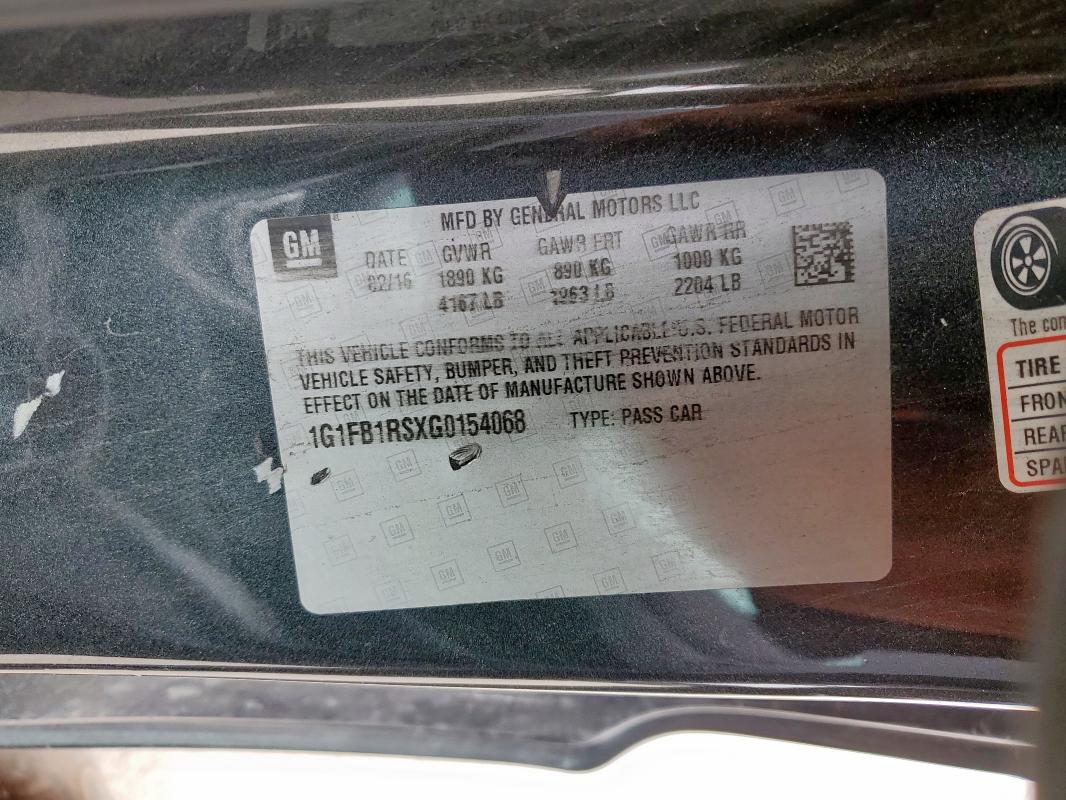 GM
MFD BY GENERAL MOTORS LLC
DATE GVWR GAWR FRT GAWR RR
02/16 1890 KG 890 KG 1000 KG
4167 LB 1963 LB 2204 LB
THIS VEHICLE CONFORMS TO ALL APPLICABLE U.S. FEDERAL MOTOR
VEHICLE SAFETY, BUMPER, AND THEFT PREVENTION STANDARDS IN
EFFECT ON THE DATE OF MANUFACTURE SHOWN ABOVE.
1G1FB1RSXG0154068 TYPE: PASS CAR
The com
TIRE
FRON
REAR
SPA